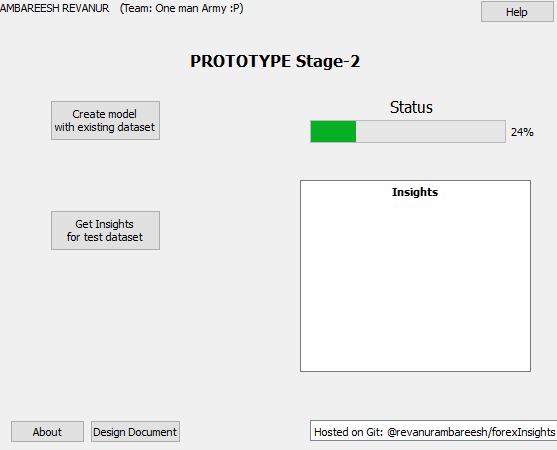 AMBAREESH REVANUR (Team: One man Army :P)
Help
PROTOTYPE Stage-2
Create model
with existing dataset
Status
24%
Insights
Get Insights
for test dataset
About
Design Document
Hosted on Git: @revanurambareesh/forexInsights